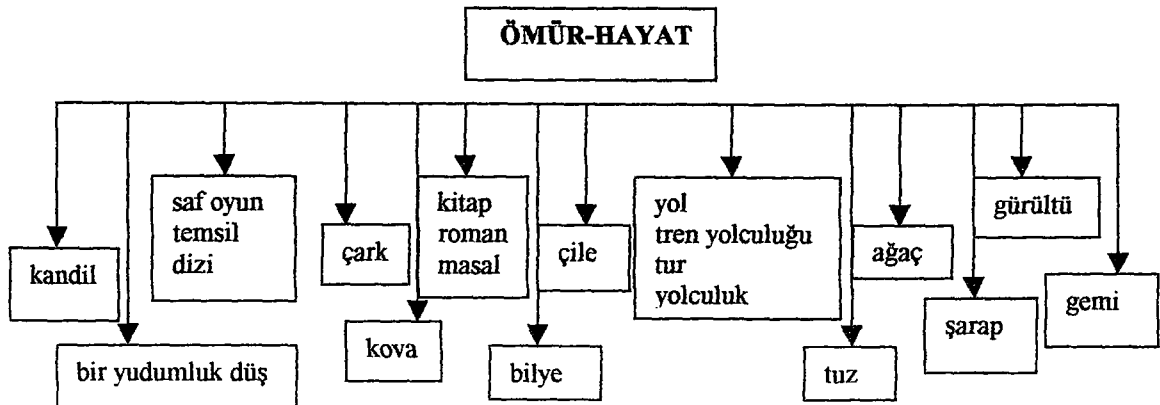 ÖMÜR-HAYAT
kandil
bir yudumluk düş
saf oyun
temsil
dizi
çark
kova
kitap
roman
masal
bilye
çile
yol
tren yolculuğu
tur
yolculuk
tuz
ağaç
şarap
gürültü
gemi